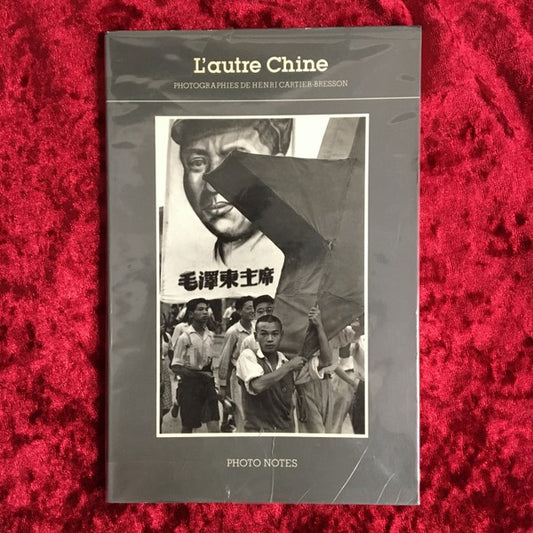 L'autre Chine
PHOTOGRAPHIES DE HENRI CARTIER-BRESSON
毛澤東主席
PHOTO NOTES